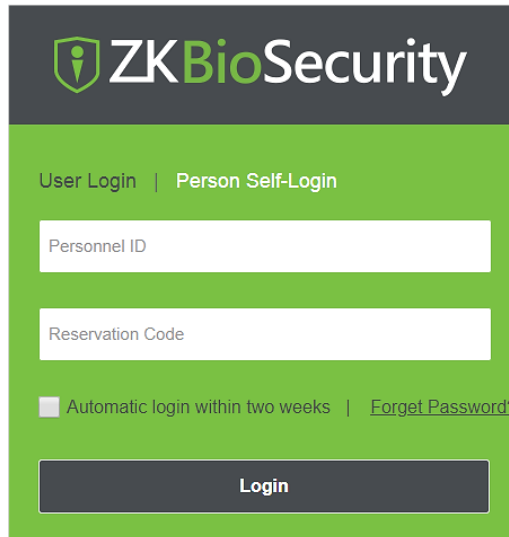 ZKBioSecurity
User Login | Person Self-Login
Personnel ID
Reservation Code
Automatic login within two weeks | Forget Password?
Login